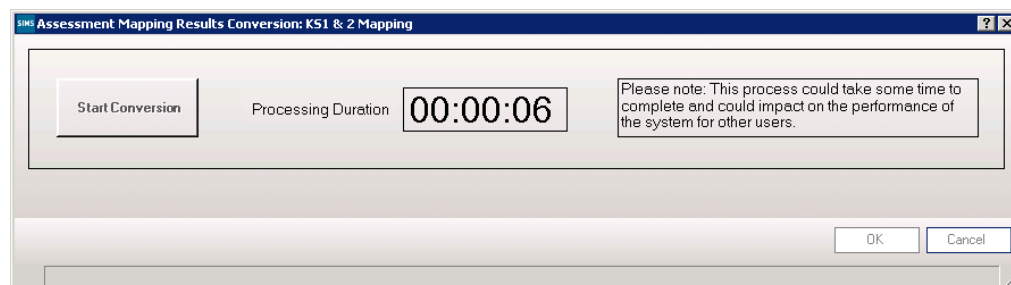 SIMS Assessment Mapping Results Conversion: KS1 & 2 Mapping
Start Conversion
Processing Duration
00:00:06
Please note: This process could take some time to
complete and could impact on the performance of
the system for other users.
OK
Cancel